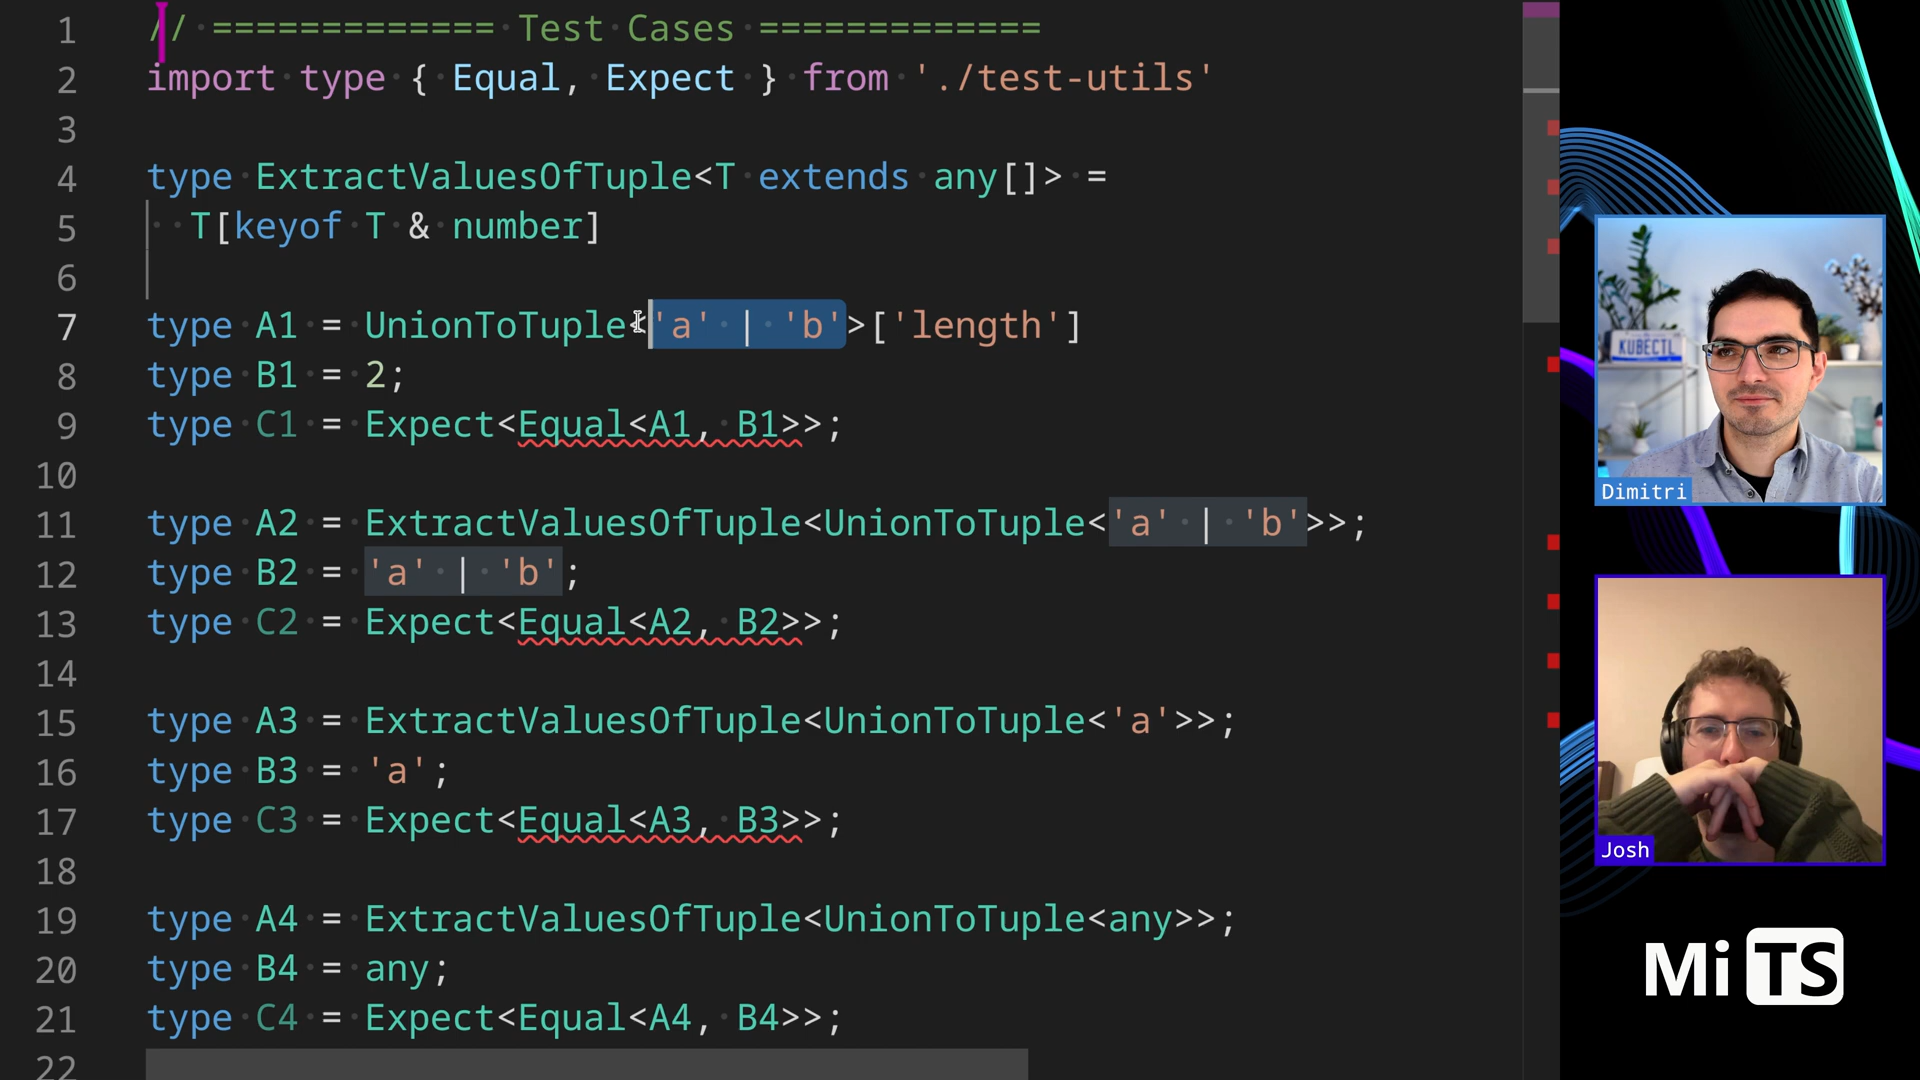 1 // ============= Test Cases =============
2 import type { Equal, Expect } from './test-utils'
3
4 type ExtractValuesOfTuple<T extends any[]> =
5 T[keyof T & number]
6
7 type A1 = UnionToTuple<'a' | 'b'>['length']
8 type B1 = 2;
9 type C1 = Expect<Equal<A1, B1>>;
10
11 type A2 = ExtractValuesOfTuple<UnionToTuple<'a' | 'b'>>;
12 type B2 = 'a' | 'b';
13 type C2 = Expect<Equal<A2, B2>>;
14
15 type A3 = ExtractValuesOfTuple<UnionToTuple<'a'>>;
16 type B3 = 'a';
17 type C3 = Expect<Equal<A3, B3>>;
18
19 type A4 = ExtractValuesOfTuple<UnionToTuple<any>>;
20 type B4 = any;
21 type C4 = Expect<Equal<A4, B4>>;
22
KUBECTL
Dimitri
Josh
Mi TS